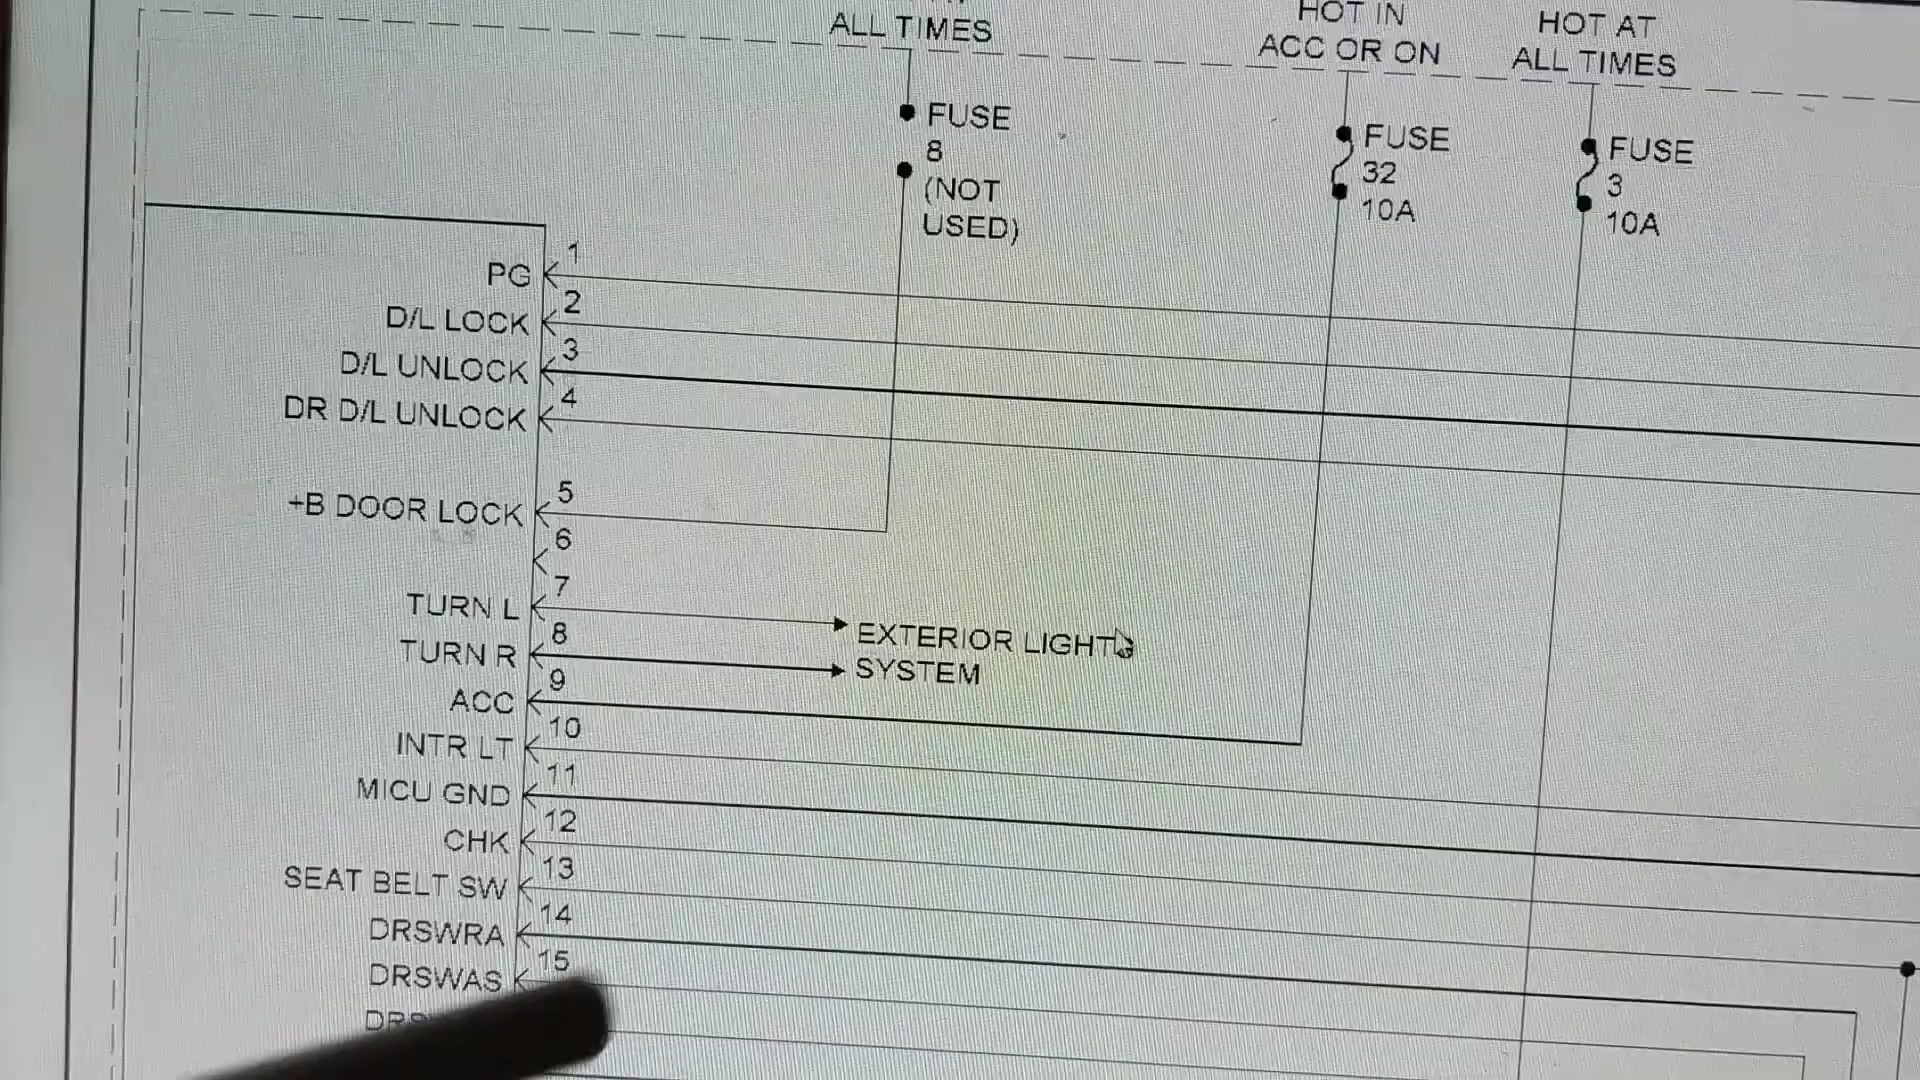 ALL TIMES
HOT IN
ACC OR ON
HOT AT
ALL TIMES
FUSE
8
(NOT
USED)
FUSE
32
10A
FUSE
3
10A
PG
1
D/L LOCK
2
D/L UNLOCK
3
DR D/L UNLOCK
4
+B DOOR LOCK
5
6
TURN L
7
TURN R
8
EXTERIOR LIGHTS
SYSTEM
ACC
9
INTR LT
10
MICU GND
11
CHK
12
SEAT BELT SW
13
DRSWRA
14
DRSWAS
15